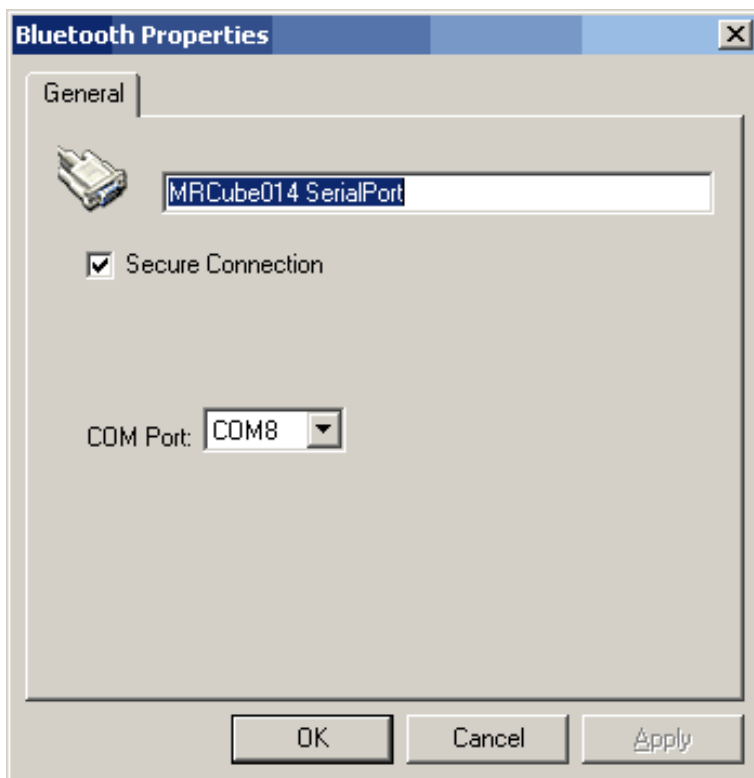 Bluetooth Properties
General
MRCube014 SerialPort
Secure Connection
COM Port: COM8
OK Cancel Apply